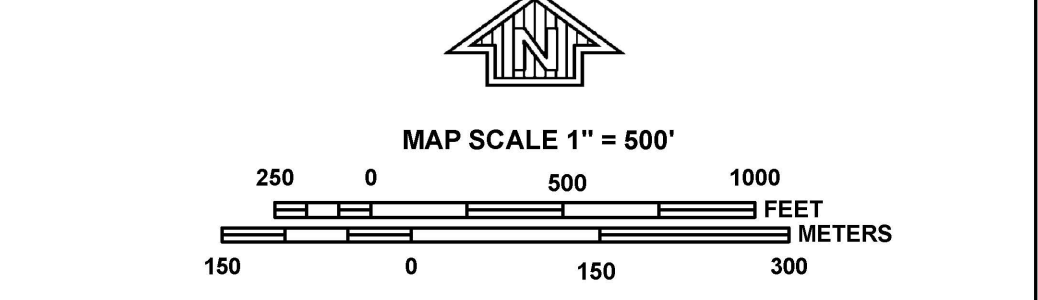 N
MAP SCALE 1" = 500'
250 0 500 1000
FEET
METERS
150 0 150 300